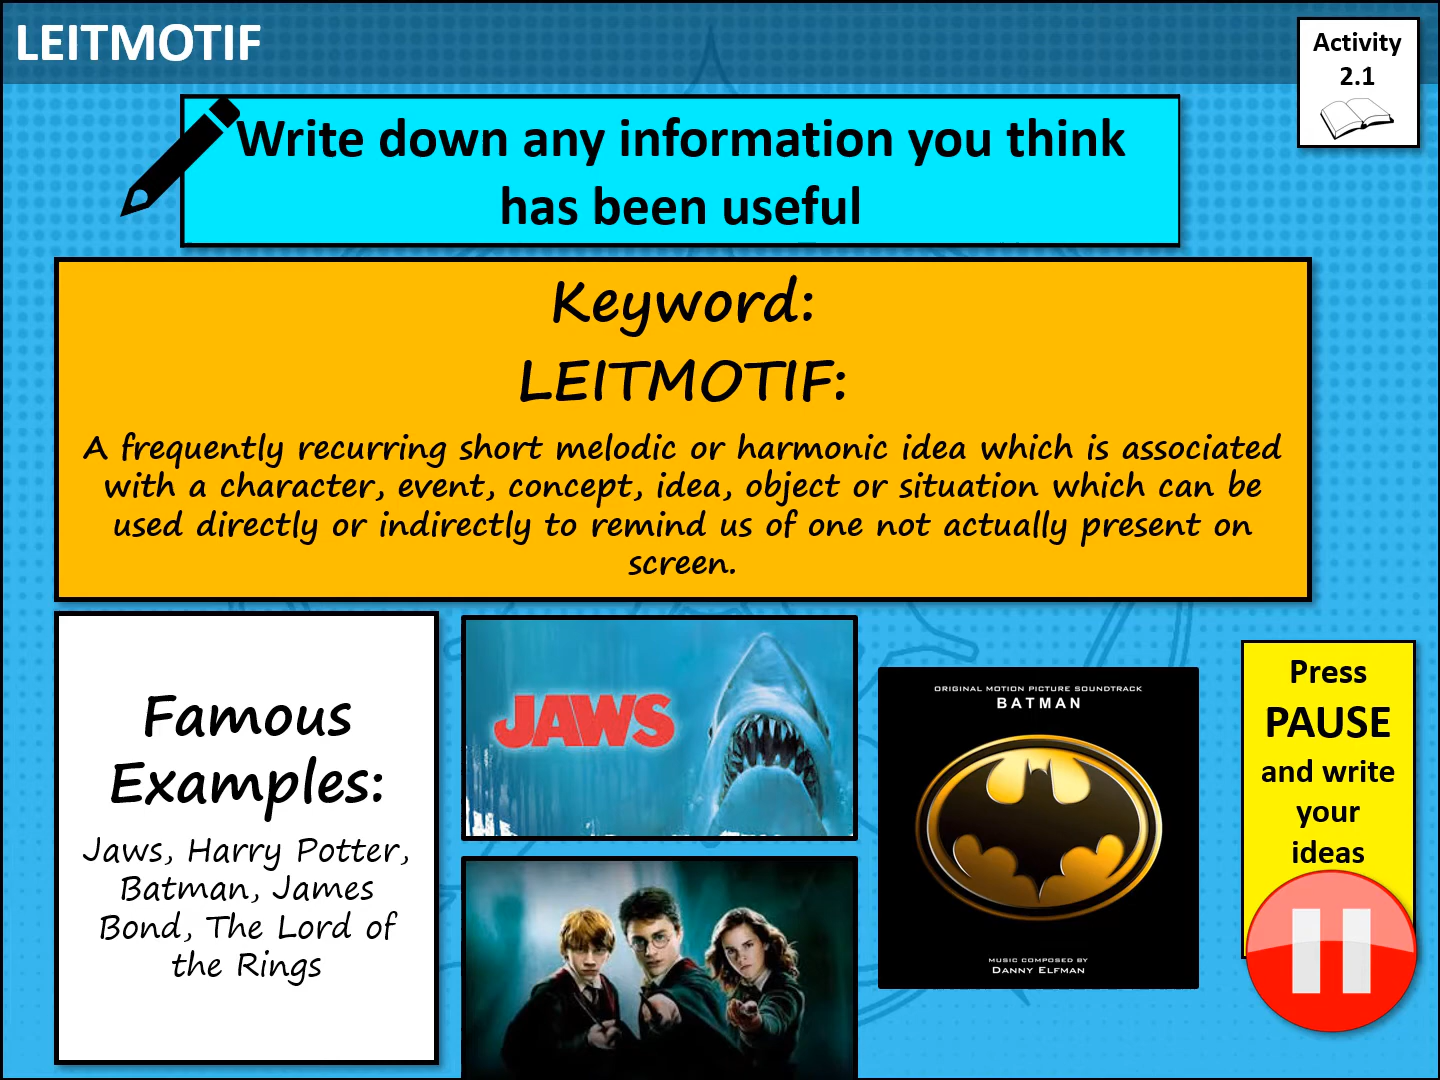 LEITMOTIF
Activity
2.1
Write down any information you think
has been useful
Keyword:
LEITMOTIF:
A frequently recurring short melodic or harmonic idea which is associated
with a character, event, concept, idea, object or situation which can be
used directly or indirectly to remind us of one not actually present on
screen.
Famous
Examples:
Jaws, Harry Potter,
Batman, James
Bond, The Lord of
the Rings
JAWS
ORIGINAL MOTION PICTURE SOUNDTRACK
BATMAN
MUSIC COMPOSED BY
DANNY ELFMAN
Press
PAUSE
and write
your
ideas